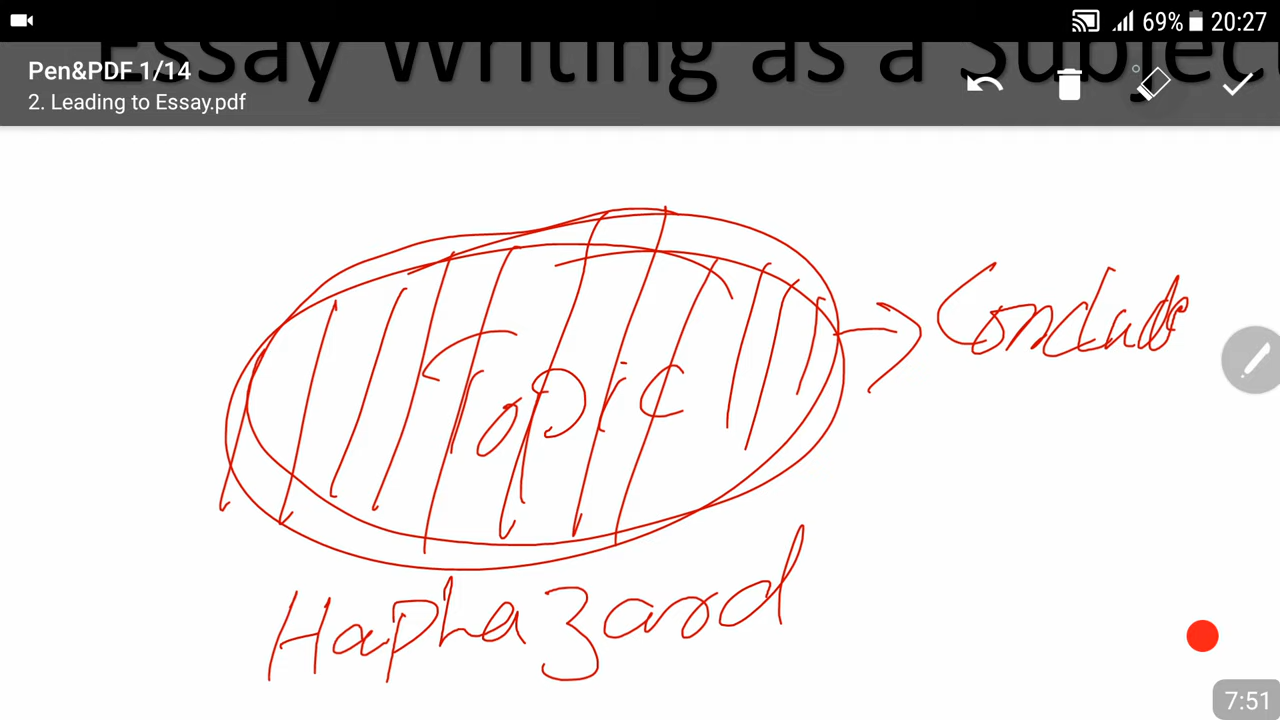 69% 20:27
Essay Writing as a Subject
Pen&PDF 1/14
2. Leading to Essay.pdf
Conclude
Topic
Haphazard
7:51